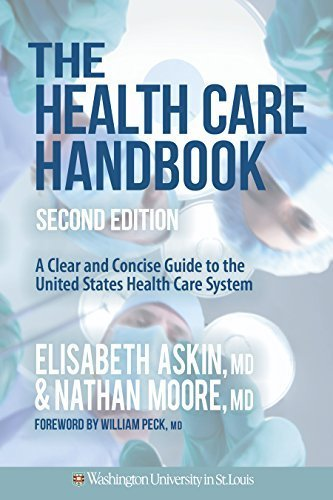 THE
HEALTH CARE
HANDBOOK
SECOND EDITION
A Clear and Concise Guide to the
United States Health Care System
ELISABETH ASKIN, MD
& NATHAN MOORE, MD
FOREWORD BY WILLIAM PECK, MD
Washington University in St. Louis